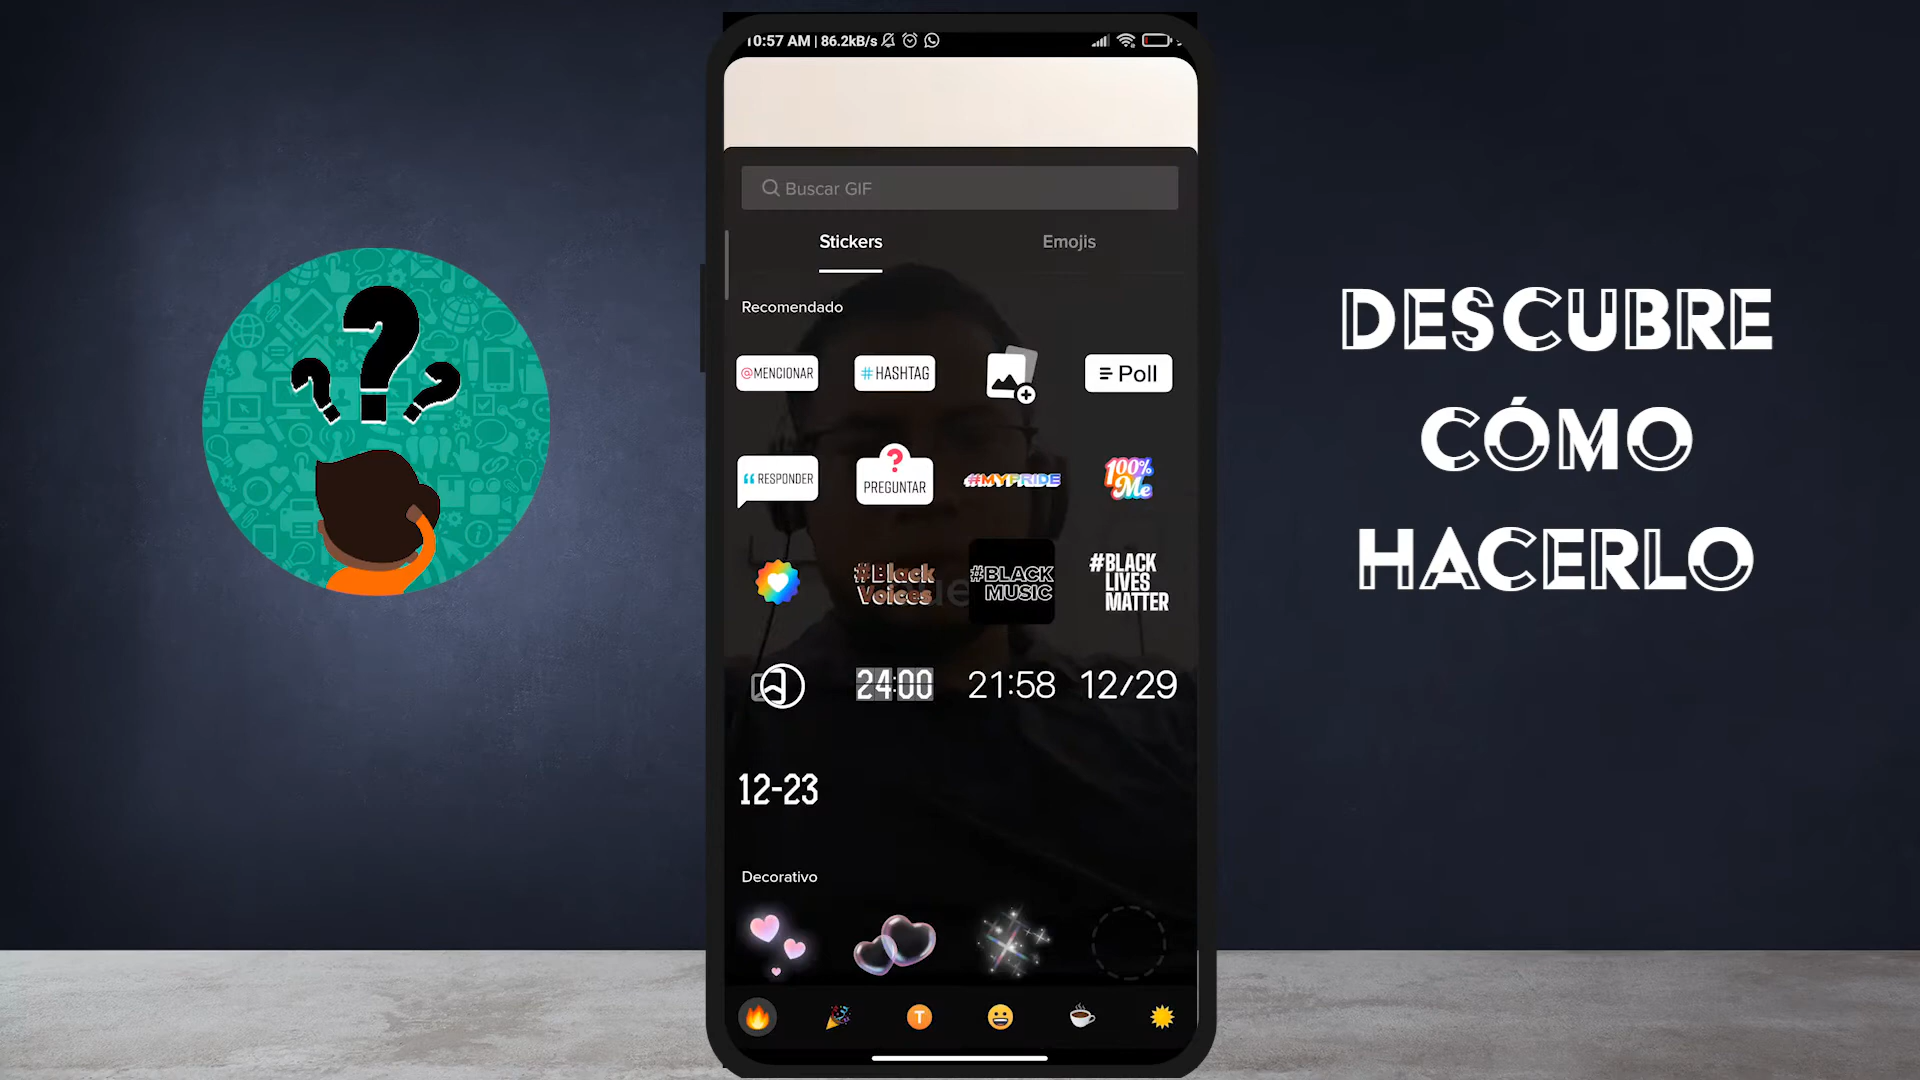 10:57 AM | 86.2kB/s
Buscar GIF
Stickers
Emojis
Recomendado
@MENCIONAR
#HASHTAG
Poll
RESPONDER
?
PREGUNTAR
#MYPRIDE
100%
Me
#Black
Voices
#BLACK
MUSIC
#BLACK
LIVES
MATTER
24:00
21:58
12/29
12-23
Decorativo
T
DESCUBRE
CÓMO
HACERLO